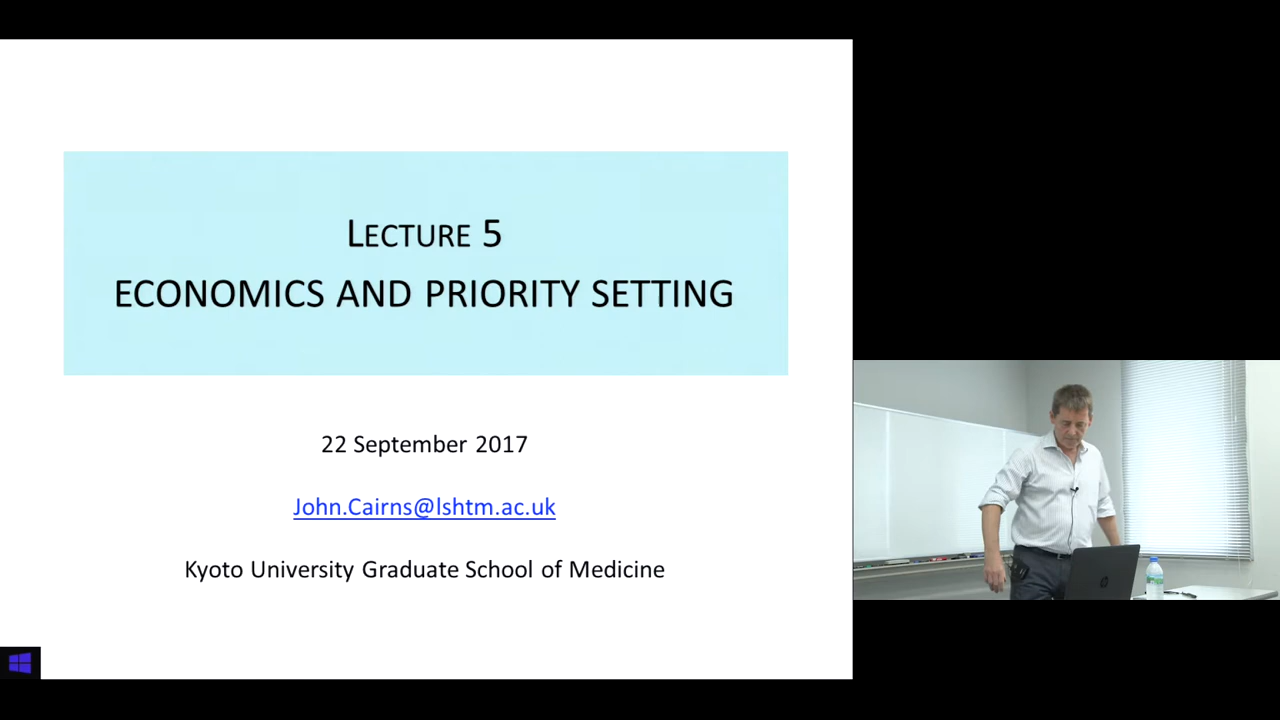 LECTURE 5
ECONOMICS AND PRIORITY SETTING
22 September 2017
John.Cairns@lshtm.ac.uk
Kyoto University Graduate School of Medicine